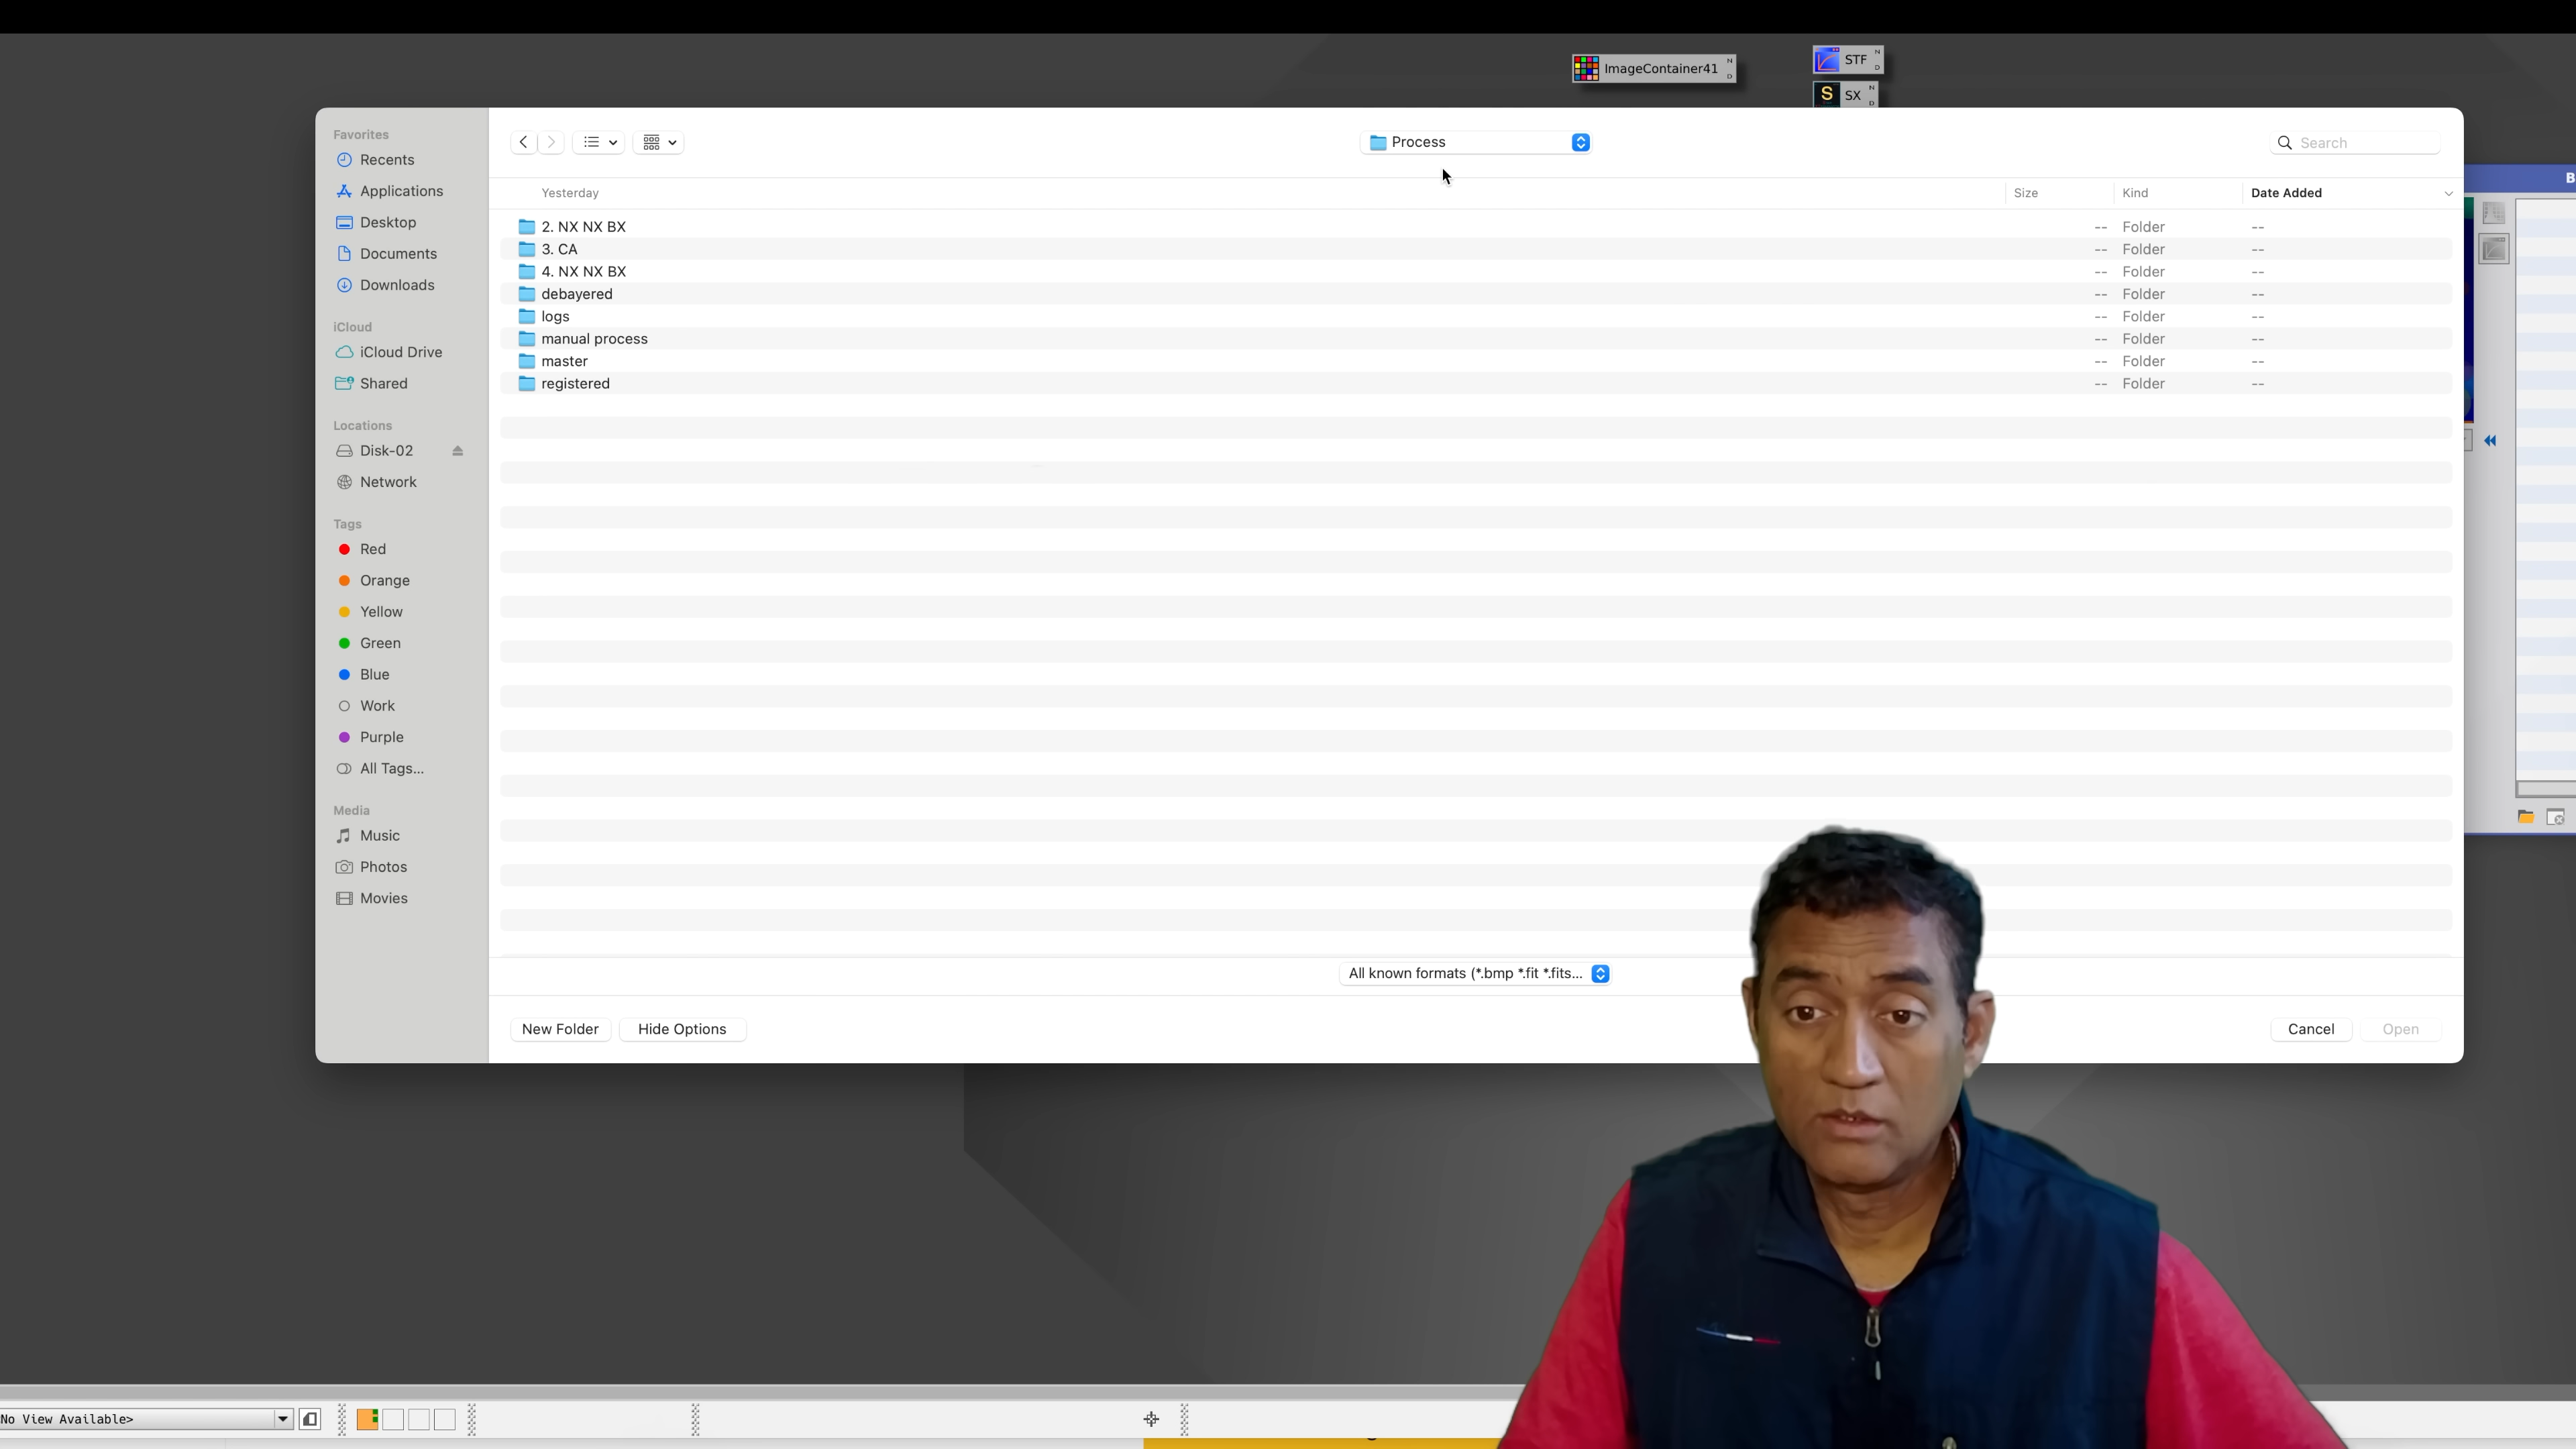 ImageContainer41 N D
STF N D
S SX N
Favorites
Recents
Applications
Desktop
Documents
Downloads
iCloud
iCloud Drive
Shared
Locations
Disk-02
Network
Tags
Red
Orange
Yellow
Green
Blue
Work
Purple
All Tags...
Media
Music
Photos
Movies
Process
Search
Yesterday Size Kind Date Added
2. NX NX BX -- Folder --
3. CA -- Folder --
4. NX NX BX -- Folder --
debayered -- Folder --
logs -- Folder --
manual process -- Folder --
master -- Folder --
registered -- Folder --
All known formats (*.bmp *.fit *.fits...
New Folder Hide Options Cancel Open
B
No View Available>